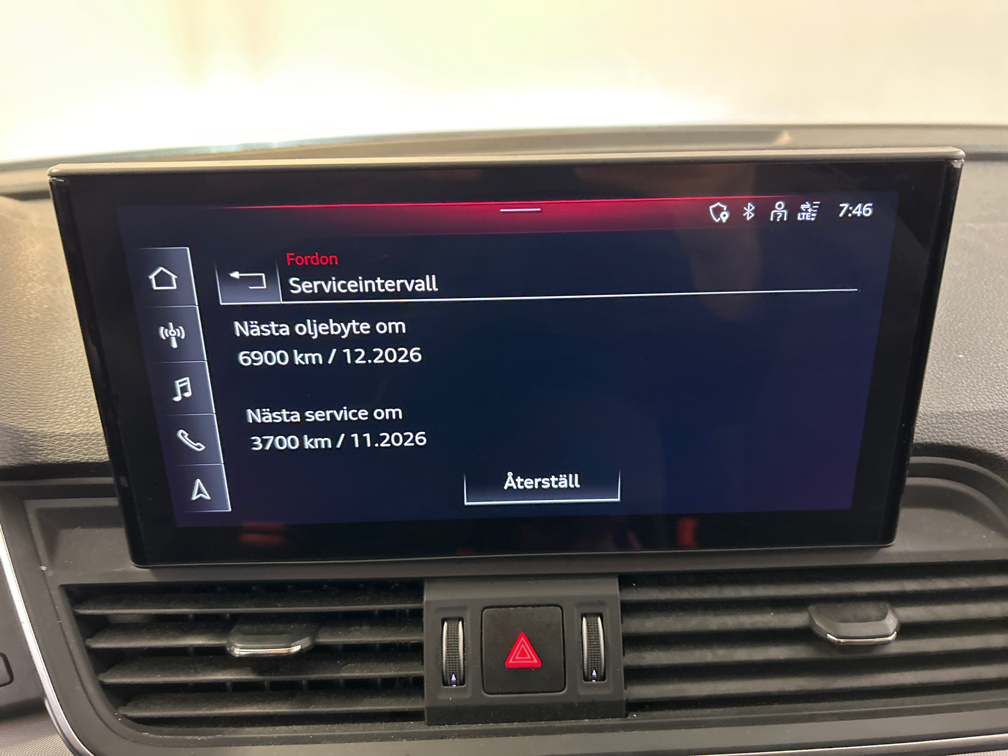 7:46
LTE
Fordon
Serviceintervall
Nästa oljebyte om
6900 km / 12.2026
Nästa service om
3700 km / 11.2026
Återställ